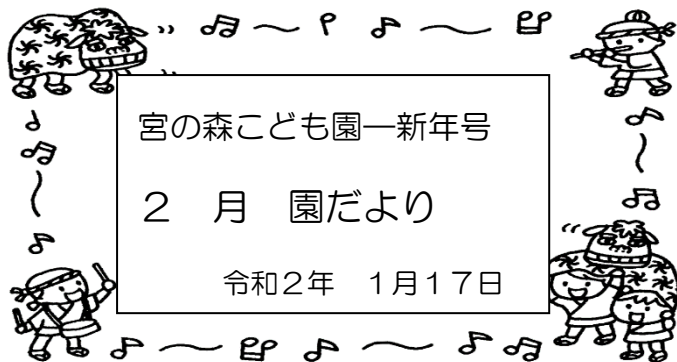 宮の森こども園―新年号
２　月　園だより
令和２年　１月１７日